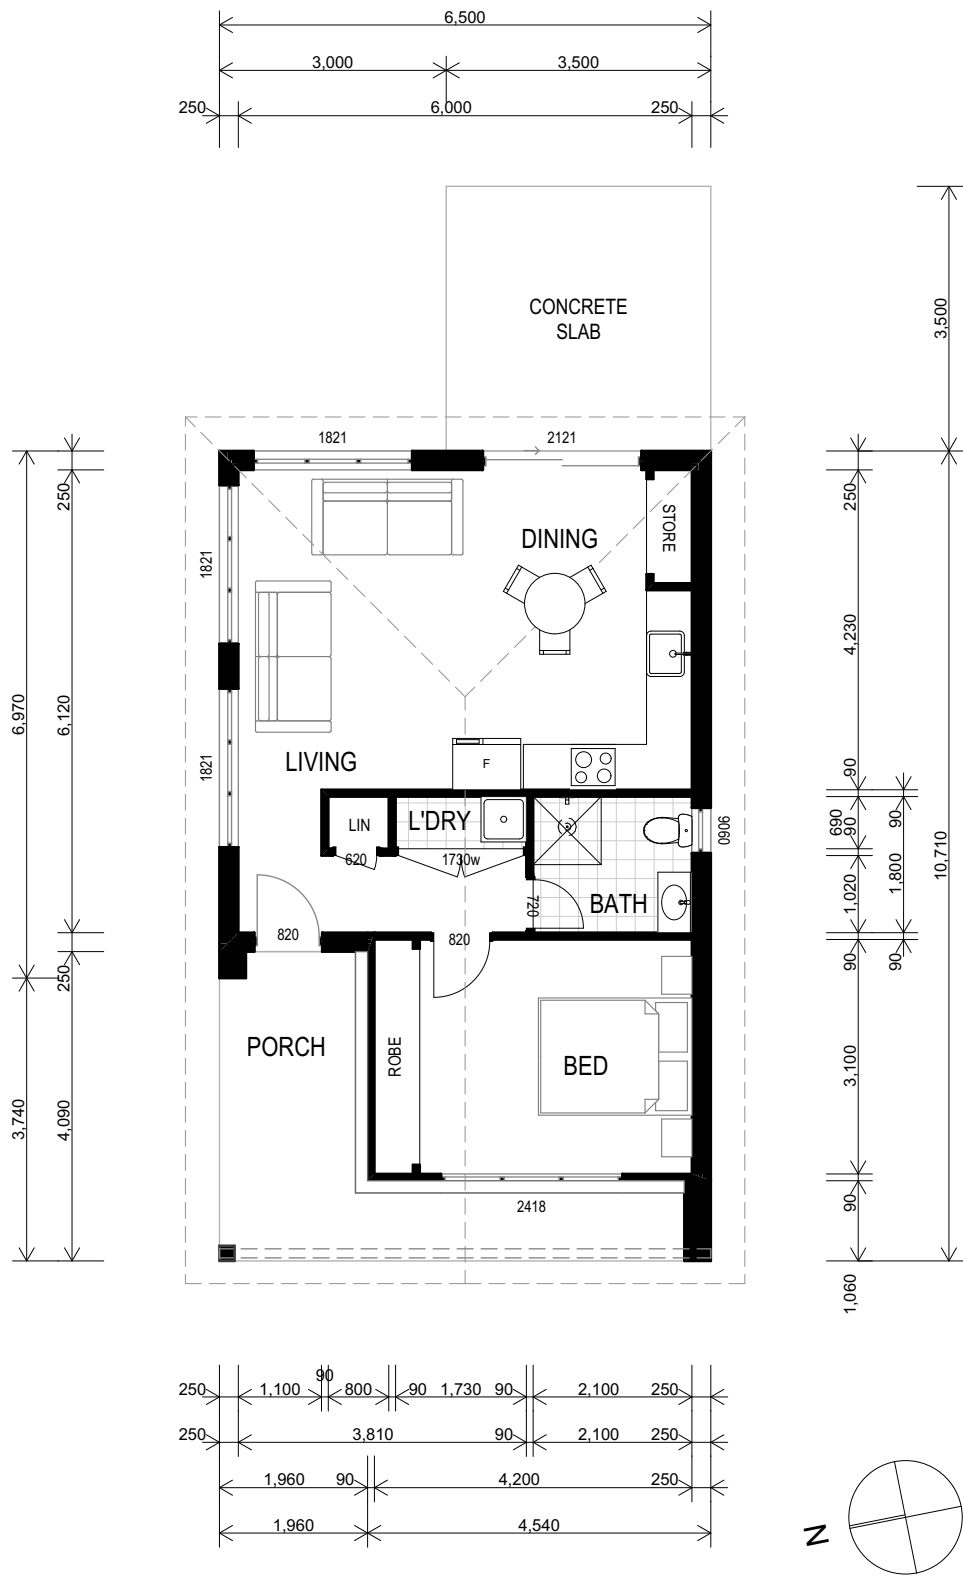 6,500
3,000 3,500
250 6,000 250
CONCRETE
SLAB
3,500
1821 2121
250
250
STORE
DINING
1821
4,230
6,970
6,120
10,710
LIVING
1821
F
90
LIN
L'DRY
690
90
90
9060
620
1730w
1,800
1,020
BATH
720
820
820
250
90
90
PORCH
ROBE
BED
3,100
3,740
4,090
90
2418
1,060
90
250 1,100 800 90 1,730 90 2,100 250
250 3,810 90 2,100 250
1,960 90 4,200 250
1,960 4,540
N